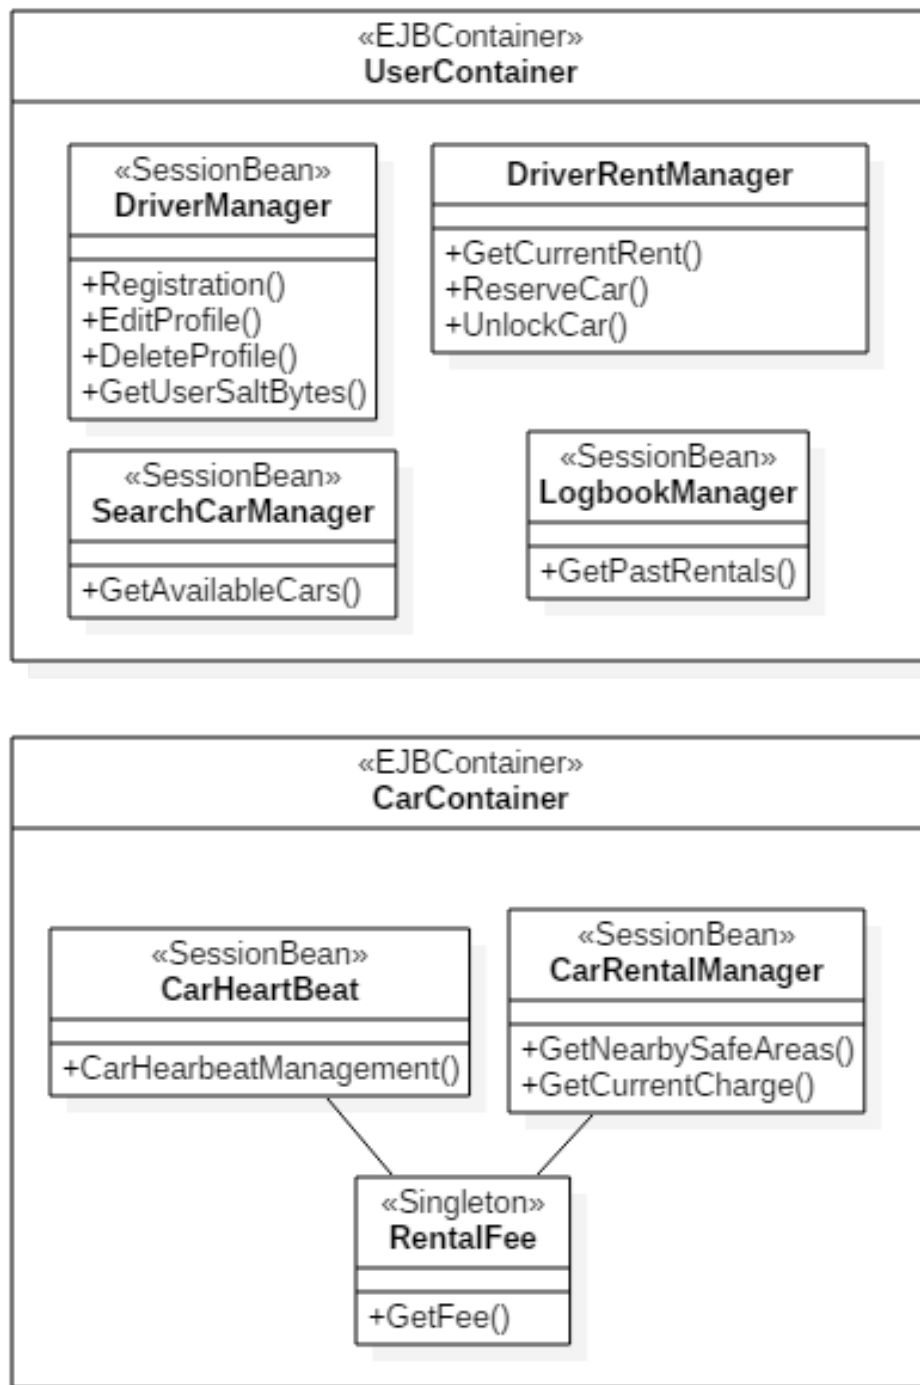 «EJBContainer»
UserContainer
«SessionBean»
DriverManager
+Registration()
+EditProfile()
+DeleteProfile()
+GetUserSaltBytes()
DriverRentManager
+GetCurrentRent()
+ReserveCar()
+UnlockCar()
«SessionBean»
SearchCarManager
+GetAvailableCars()
«SessionBean»
LogbookManager
+GetPastRentals()
«EJBContainer»
CarContainer
«SessionBean»
CarHeartBeat
+CarHearbeatManagement()
«SessionBean»
CarRentalManager
+GetNearbySafeAreas()
+GetCurrentCharge()
«Singleton»
RentalFee
+GetFee()